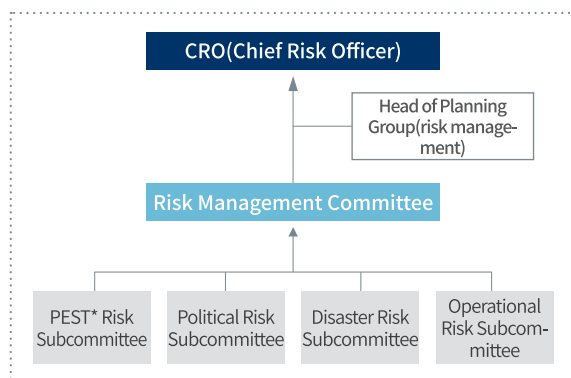 CRO(Chief Risk Officer)
Head of Planning
Group(risk manage-
ment)
Risk Management Committee
PEST* Risk
Subcommittee
Political Risk
Subcommittee
Disaster Risk
Subcommittee
Operational
Risk Subcom-
mittee